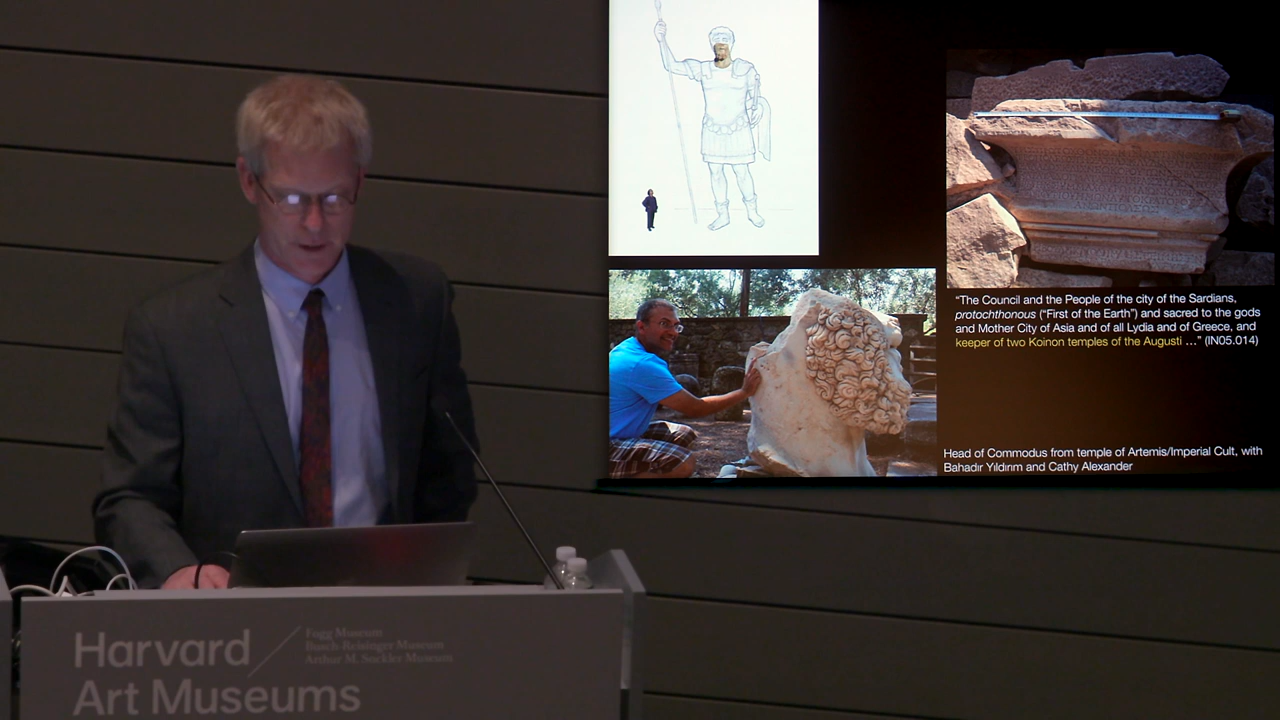 “The Council and the People of the city of the Sardians,
protochthonous (“First of the Earth”) and sacred to the gods
and Mother City of Asia and of all Lydia and of Greece, and
keeper of two Koinon temples of the Augusti ...” (IN05.014)
Head of Commodus from temple of Artemis/Imperial Cult, with
Bahadır Yıldırım and Cathy Alexander
Harvard
Art Museums
Fogg Museum
Busch-Reisinger Museum
Arthur M. Sackler Museum